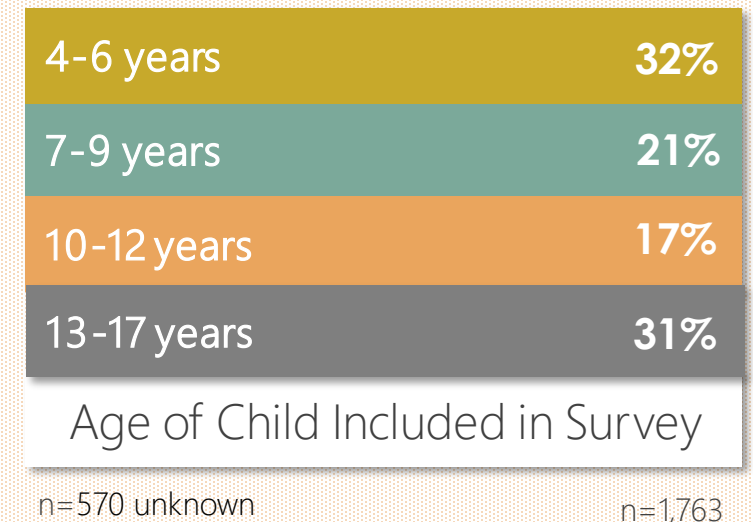 4-6 years 32%
7-9 years 21%
10-12 years 17%
13-17 years 31%
Age of Child Included in Survey
n=570 unknown n=1,763